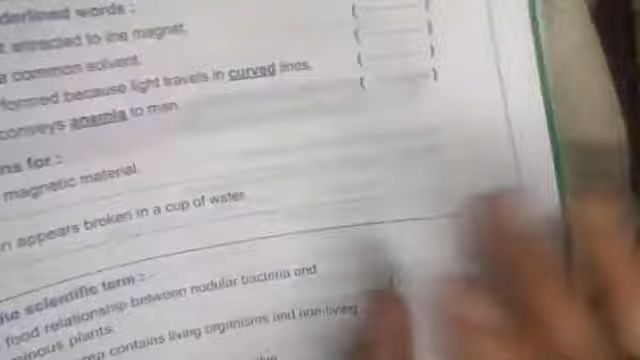 derlined words :
attracted to the magnet. ( )
common solvent. ( )
formed because light travels in curved lines. ( )
conveys anemia to man ( )
ns for :
magnetic material.
appears broken in a cup of water
he scientific term :
food relationship between nodular bacteria and
inous plants.
contains living organisms and non-living